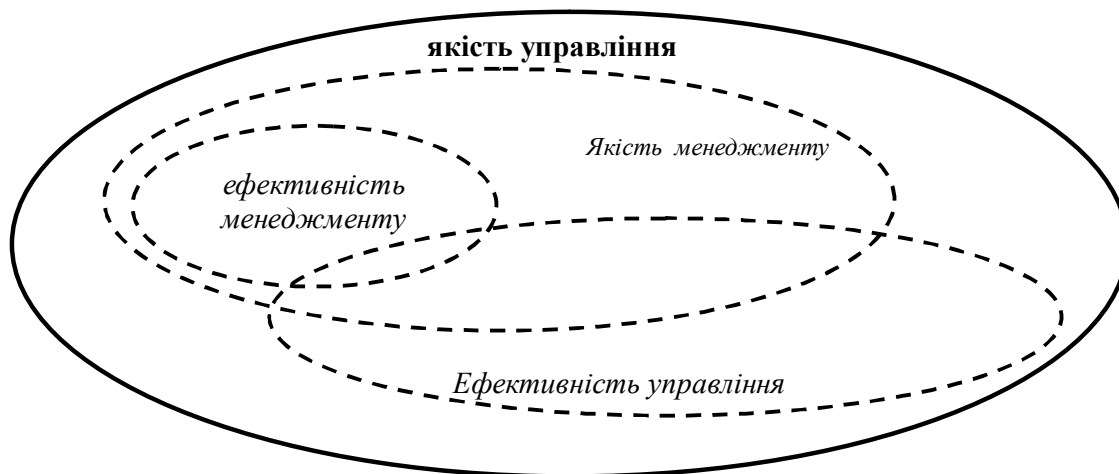 якість управління
Якість менеджменту
ефективність
менеджменту
Ефективність управління